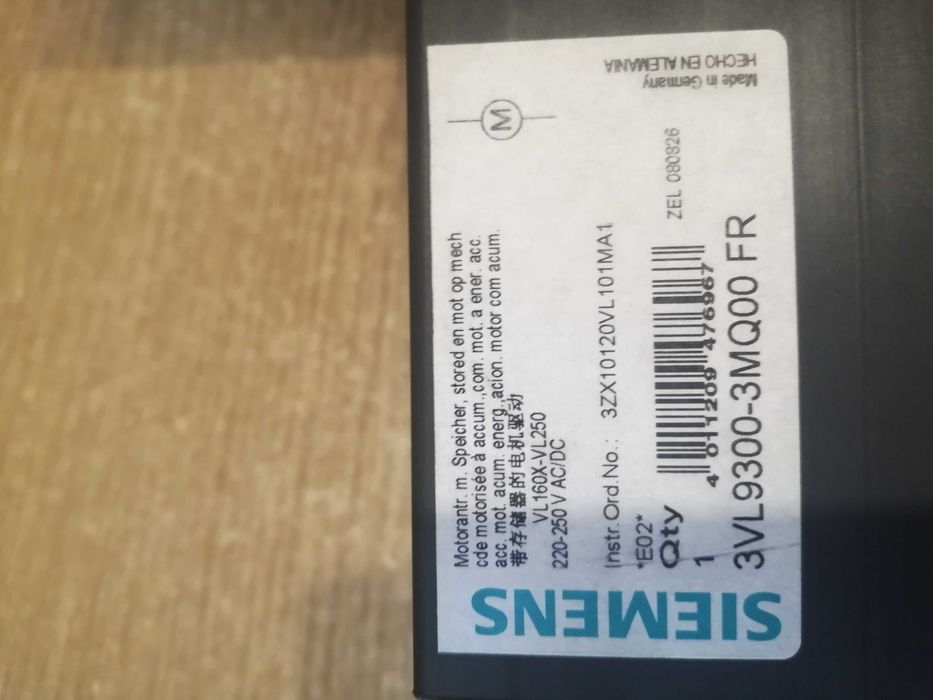 SIEMENS
Motorantr. m. Speicher, stored en mot op mech
cde motorisée à accum.,com. mot. a ener. acc.
acc. mot. acum. energ.,acion. motor com acum.
带存储器的电机驱动
VL160X-VL250
220-250 V AC/DC
M
Made in Germany
HECHO EN ALEMANIA
Instr. Ord.No.: 3ZX10120VL101MA1
*E02*
Qty
1
4 011209 476967
ZEL 080826
3VL9300-3MQ00 FR